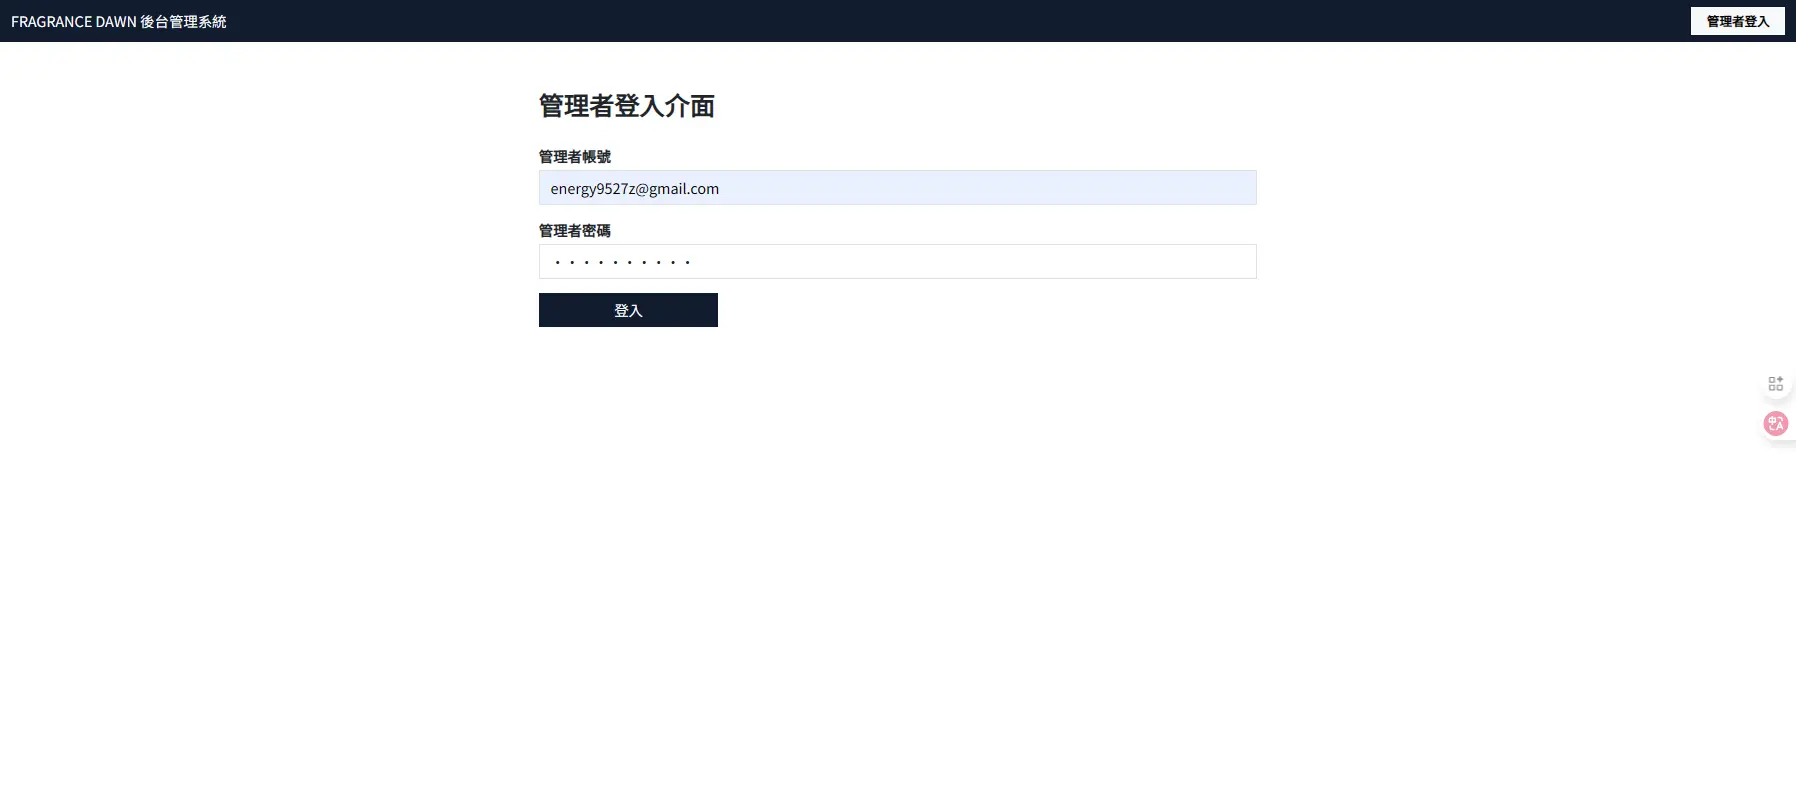 FRAGRANCE DAWN 後台管理系統
管理者登入
管理者登入介面
管理者帳號
energy9527z@gmail.com
管理者密碼
••••••••••
登入